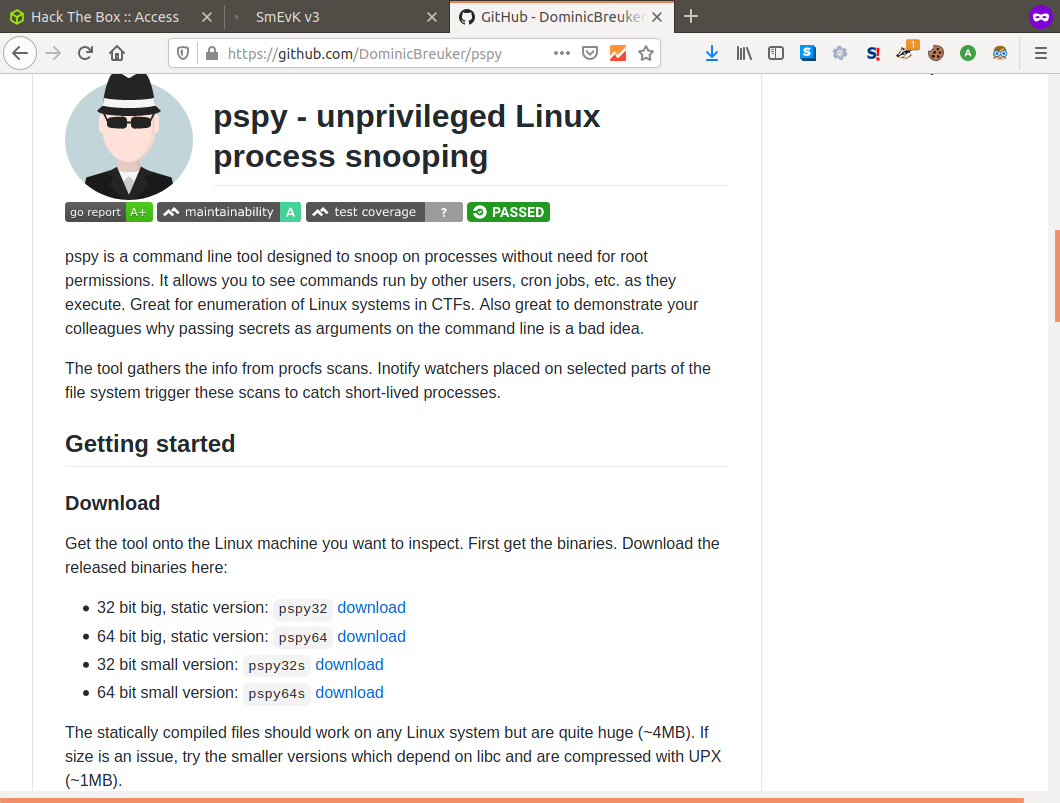 Hack The Box :: Access
SmEvK v3
GitHub - DominicBreuker
https://github.com/DominicBreuker/pspy
S
S!
1
A
pspy - unprivileged Linux
process snooping
go report A+ maintainability A test coverage ? PASSED
pspy is a command line tool designed to snoop on processes without need for root
permissions. It allows you to see commands run by other users, cron jobs, etc. as they
execute. Great for enumeration of Linux systems in CTFs. Also great to demonstrate your
colleagues why passing secrets as arguments on the command line is a bad idea.
The tool gathers the info from procfs scans. Inotify watchers placed on selected parts of the
file system trigger these scans to catch short-lived processes.
Getting started
Download
Get the tool onto the Linux machine you want to inspect. First get the binaries. Download the
released binaries here:
32 bit big, static version: pspy32 download
64 bit big, static version: pspy64 download
32 bit small version: pspy32s download
64 bit small version: pspy64s download
The statically compiled files should work on any Linux system but are quite huge (~4MB). If
size is an issue, try the smaller versions which depend on libc and are compressed with UPX
(~1MB).